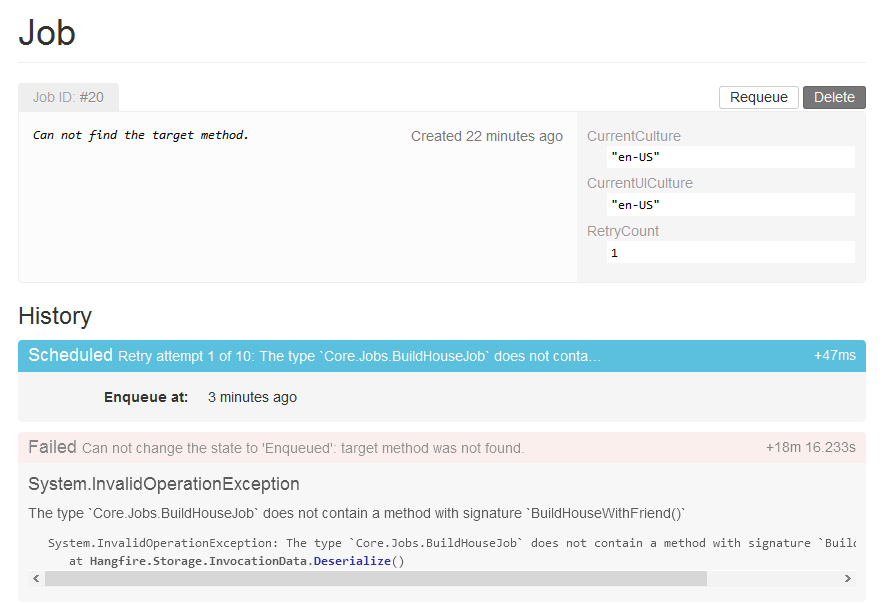 Job
Job ID: #20
Requeue
Delete
Can not find the target method.
Created 22 minutes ago
CurrentCulture
"en-US"
CurrentUICulture
"en-US"
RetryCount
1
History
Scheduled Retry attempt 1 of 10: The type `Core.Jobs.BuildHouseJob` does not conta… +47ms
Enqueue at: 3 minutes ago
Failed Can not change the state to 'Enqueued': target method was not found. +18m 16.233s
System.InvalidOperationException
The type `Core.Jobs.BuildHouseJob` does not contain a method with signature `BuildHouseWithFriend()`
System.InvalidOperationException: The type `Core.Jobs.BuildHouseJob` does not contain a method with signature `Build
at Hangfire.Storage.InvocationData.Deserialize()